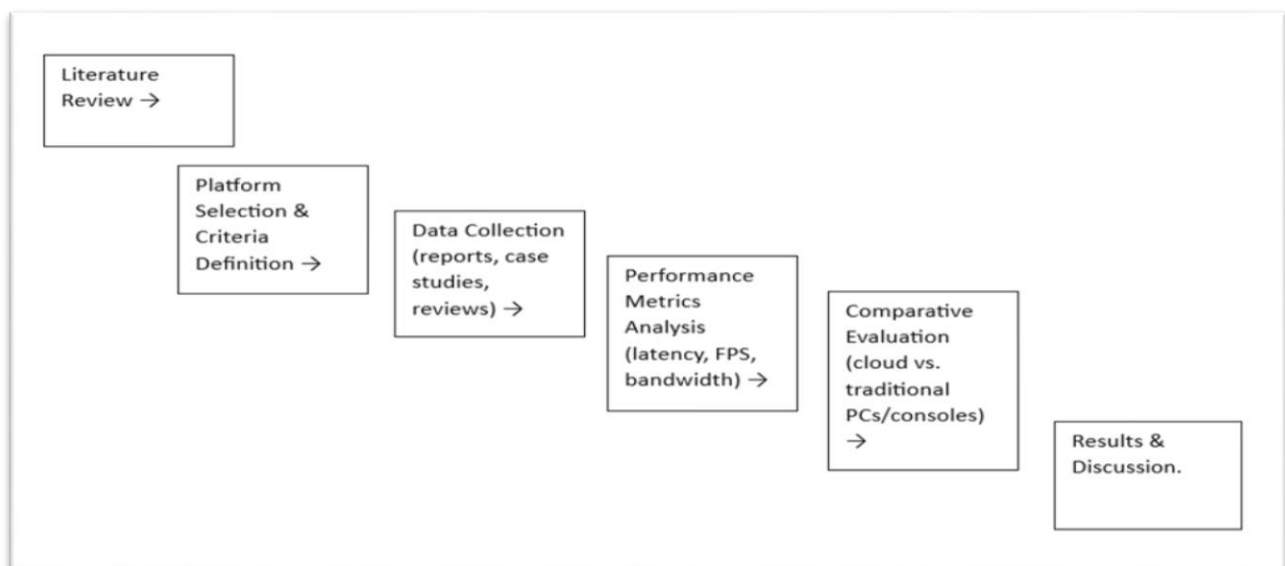 Literature
Review →
Platform
Selection &
Criteria
Definition →
Data Collection
(reports, case
studies,
reviews) →
Performance
Metrics
Analysis
(latency, FPS,
bandwidth) →
Comparative
Evaluation
(cloud vs.
traditional
PCs/consoles)
→
Results &
Discussion.